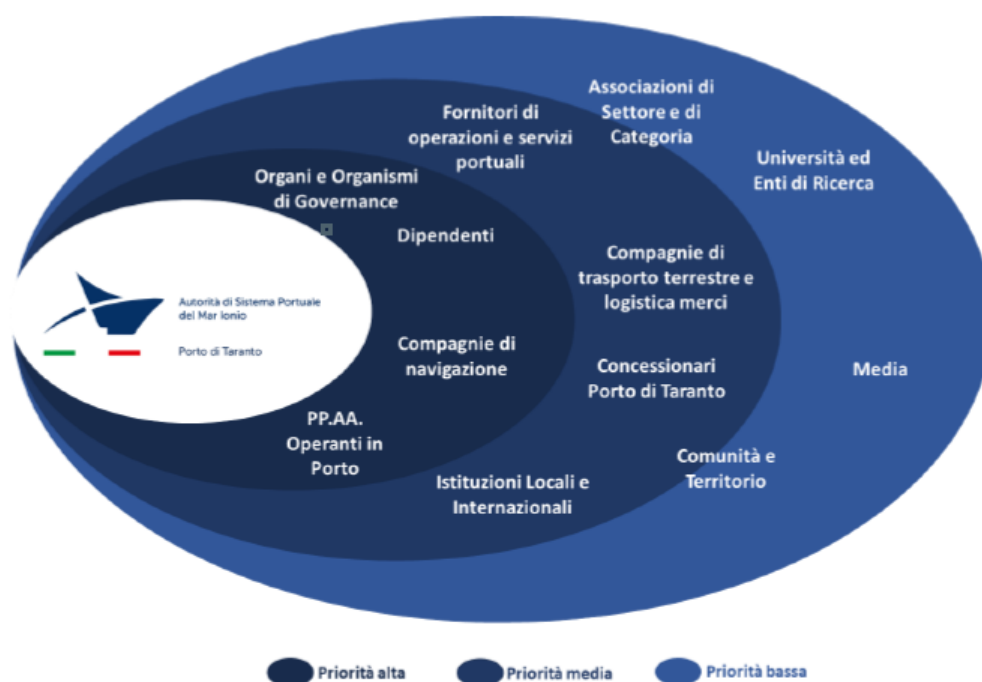 Associazioni di
Settore e di
Categoria
Fornitori di
operazioni e servizi
portuali
Università ed
Enti di Ricerca
Organi e Organismi
di Governance
Dipendenti
Compagnie di
trasporto terrestre e
logistica merci
Autorità di Sistema Portuale
del Mar Ionio
Porto di Taranto
Compagnie di
navigazione
Concessionari
Porto di Taranto
Media
PP.AA.
Operanti in
Porto
Comunità e
Territorio
Istituzioni Locali e
Internazionali
Priorità alta
Priorità media
Priorità bassa